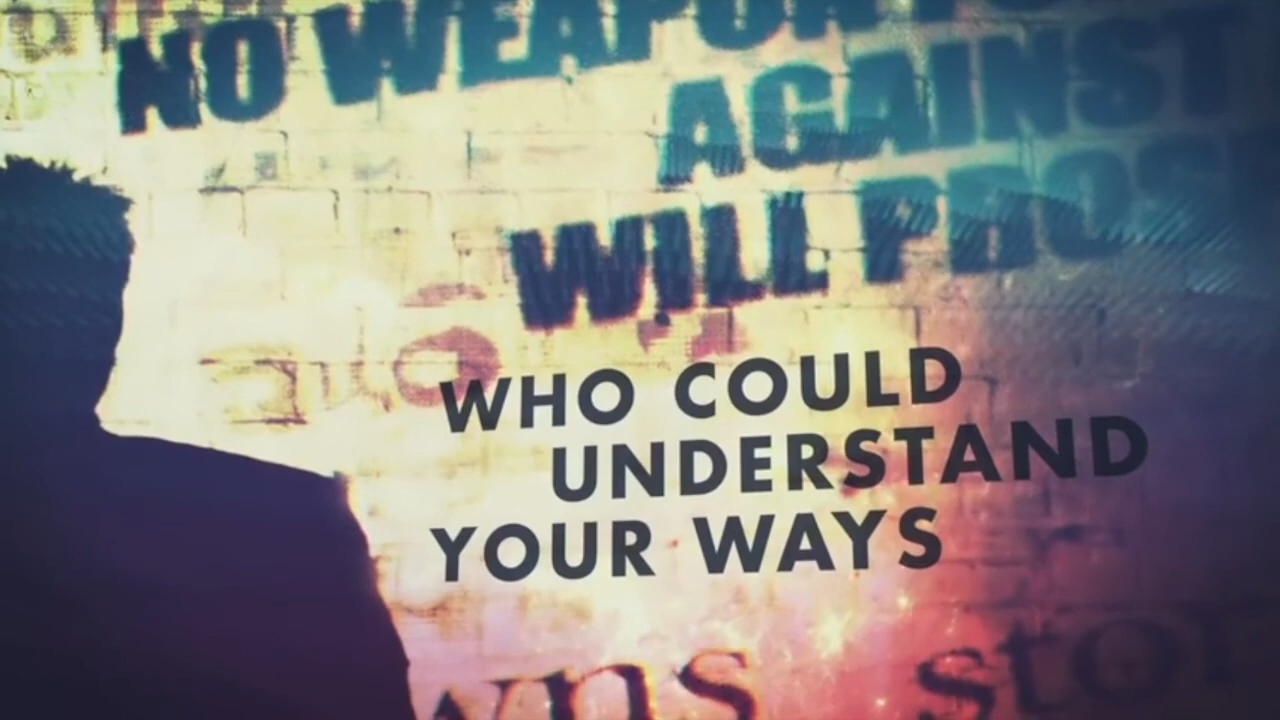 NO WEAPON
AGAINST
WILL
WHO COULD
UNDERSTAND
YOUR WAYS